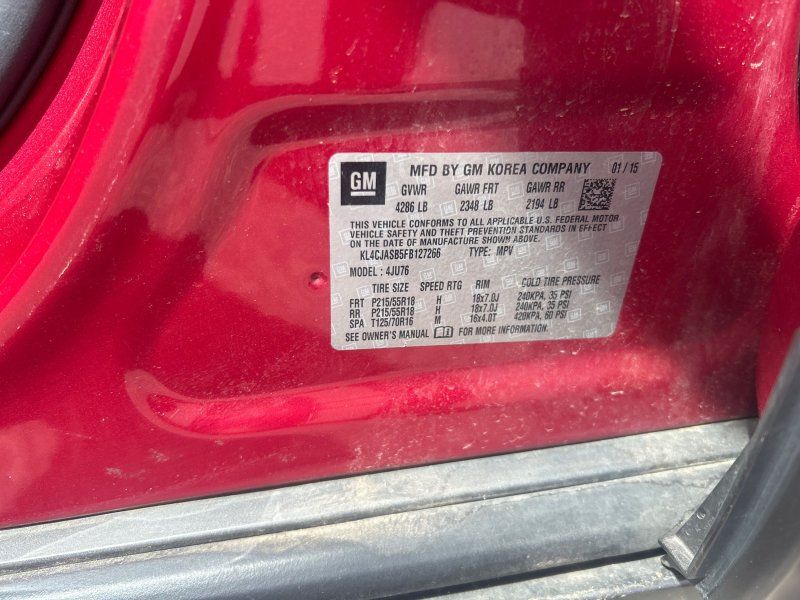 GM MFD BY GM KOREA COMPANY 01/15
GVWR GAWR FRT GAWR RR
4286 LB 2348 LB 2194 LB
THIS VEHICLE CONFORMS TO ALL APPLICABLE U.S. FEDERAL MOTOR
VEHICLE SAFETY AND THEFT PREVENTION STANDARDS IN EFFECT
ON THE DATE OF MANUFACTURE SHOWN ABOVE.
KL4CJASB5FB127266 TYPE: MPV
MODEL: 4JU76
TIRE SIZE SPEED RTG RIM COLD TIRE PRESSURE
FRT P215/55R18 H 18x7.0J 240KPA, 35 PSI
RR P215/55R18 H 18x7.0J 240KPA, 35 PSI
SPA T125/70R16 M 16x4.0T 420KPA, 60 PSI
SEE OWNER'S MANUAL FOR MORE INFORMATION.